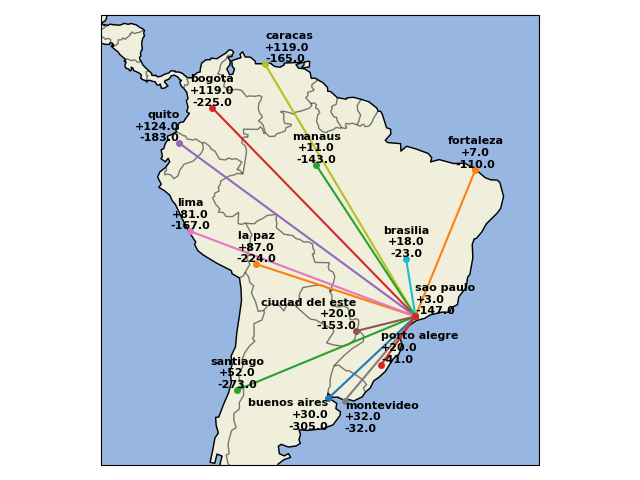 caracas
+119.0
-165.0
bogota
+119.0
-225.0
quito
+124.0
-183.0
manaus
+11.0
-143.0
fortaleza
+7.0
-110.0
lima
+81.0
-167.0
la paz
+87.0
-224.0
brasilia
+18.0
-23.0
sao paulo
+3.0
-147.0
ciudad del este
+20.0
-153.0
porto alegre
+20.0
-41.0
santiago
+52.0
-273.0
buenos aires
+30.0
-305.0
montevideo
+32.0
-32.0